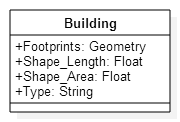 Building
+Footprints: Geometry
+Shape_Length: Float
+Shape_Area: Float
+Type: String